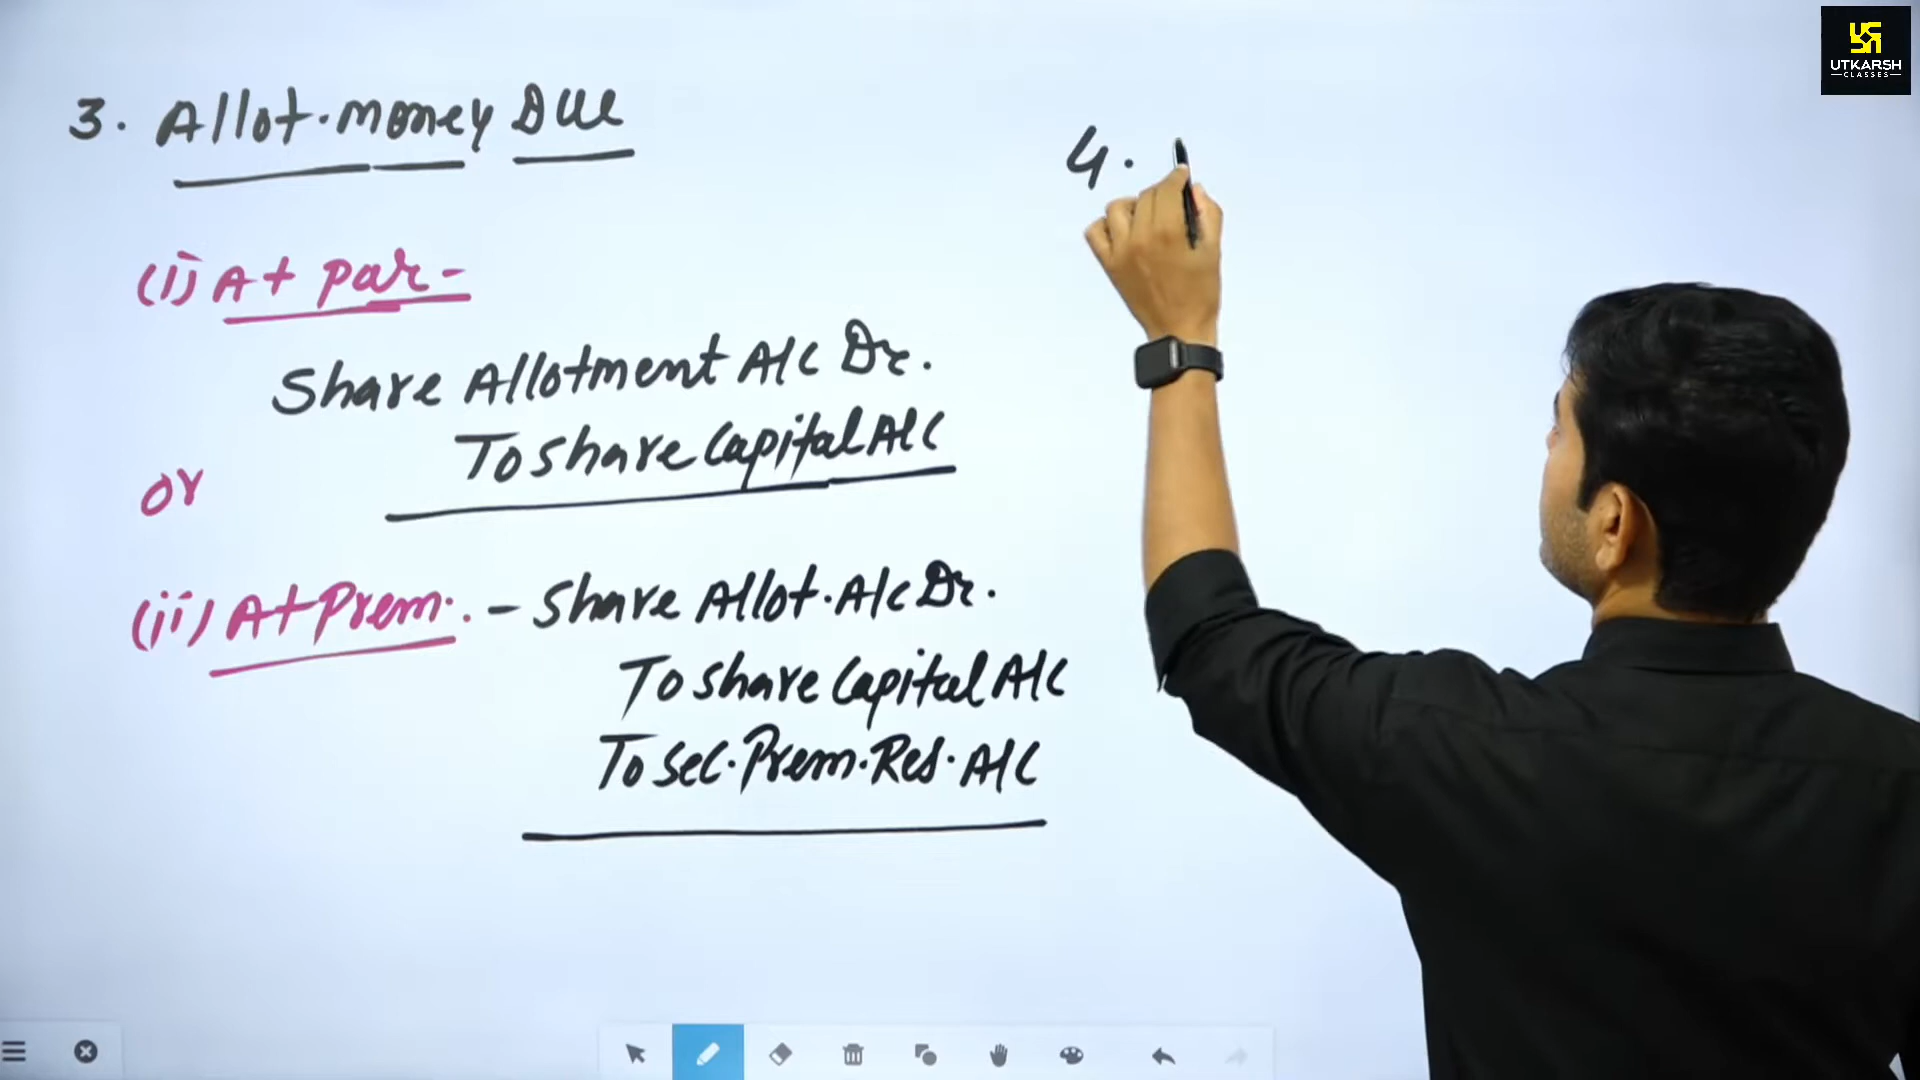 3. Allot. money Due
(i) At par -
Share Allotment A/c Dr.
To Share Capital A/c
or
(ii) At Prem. - Share Allot. A/c Dr.
To Share Capital A/c
To Sec. Prem. Res. A/c
4.
UTKARSH
CLASSES